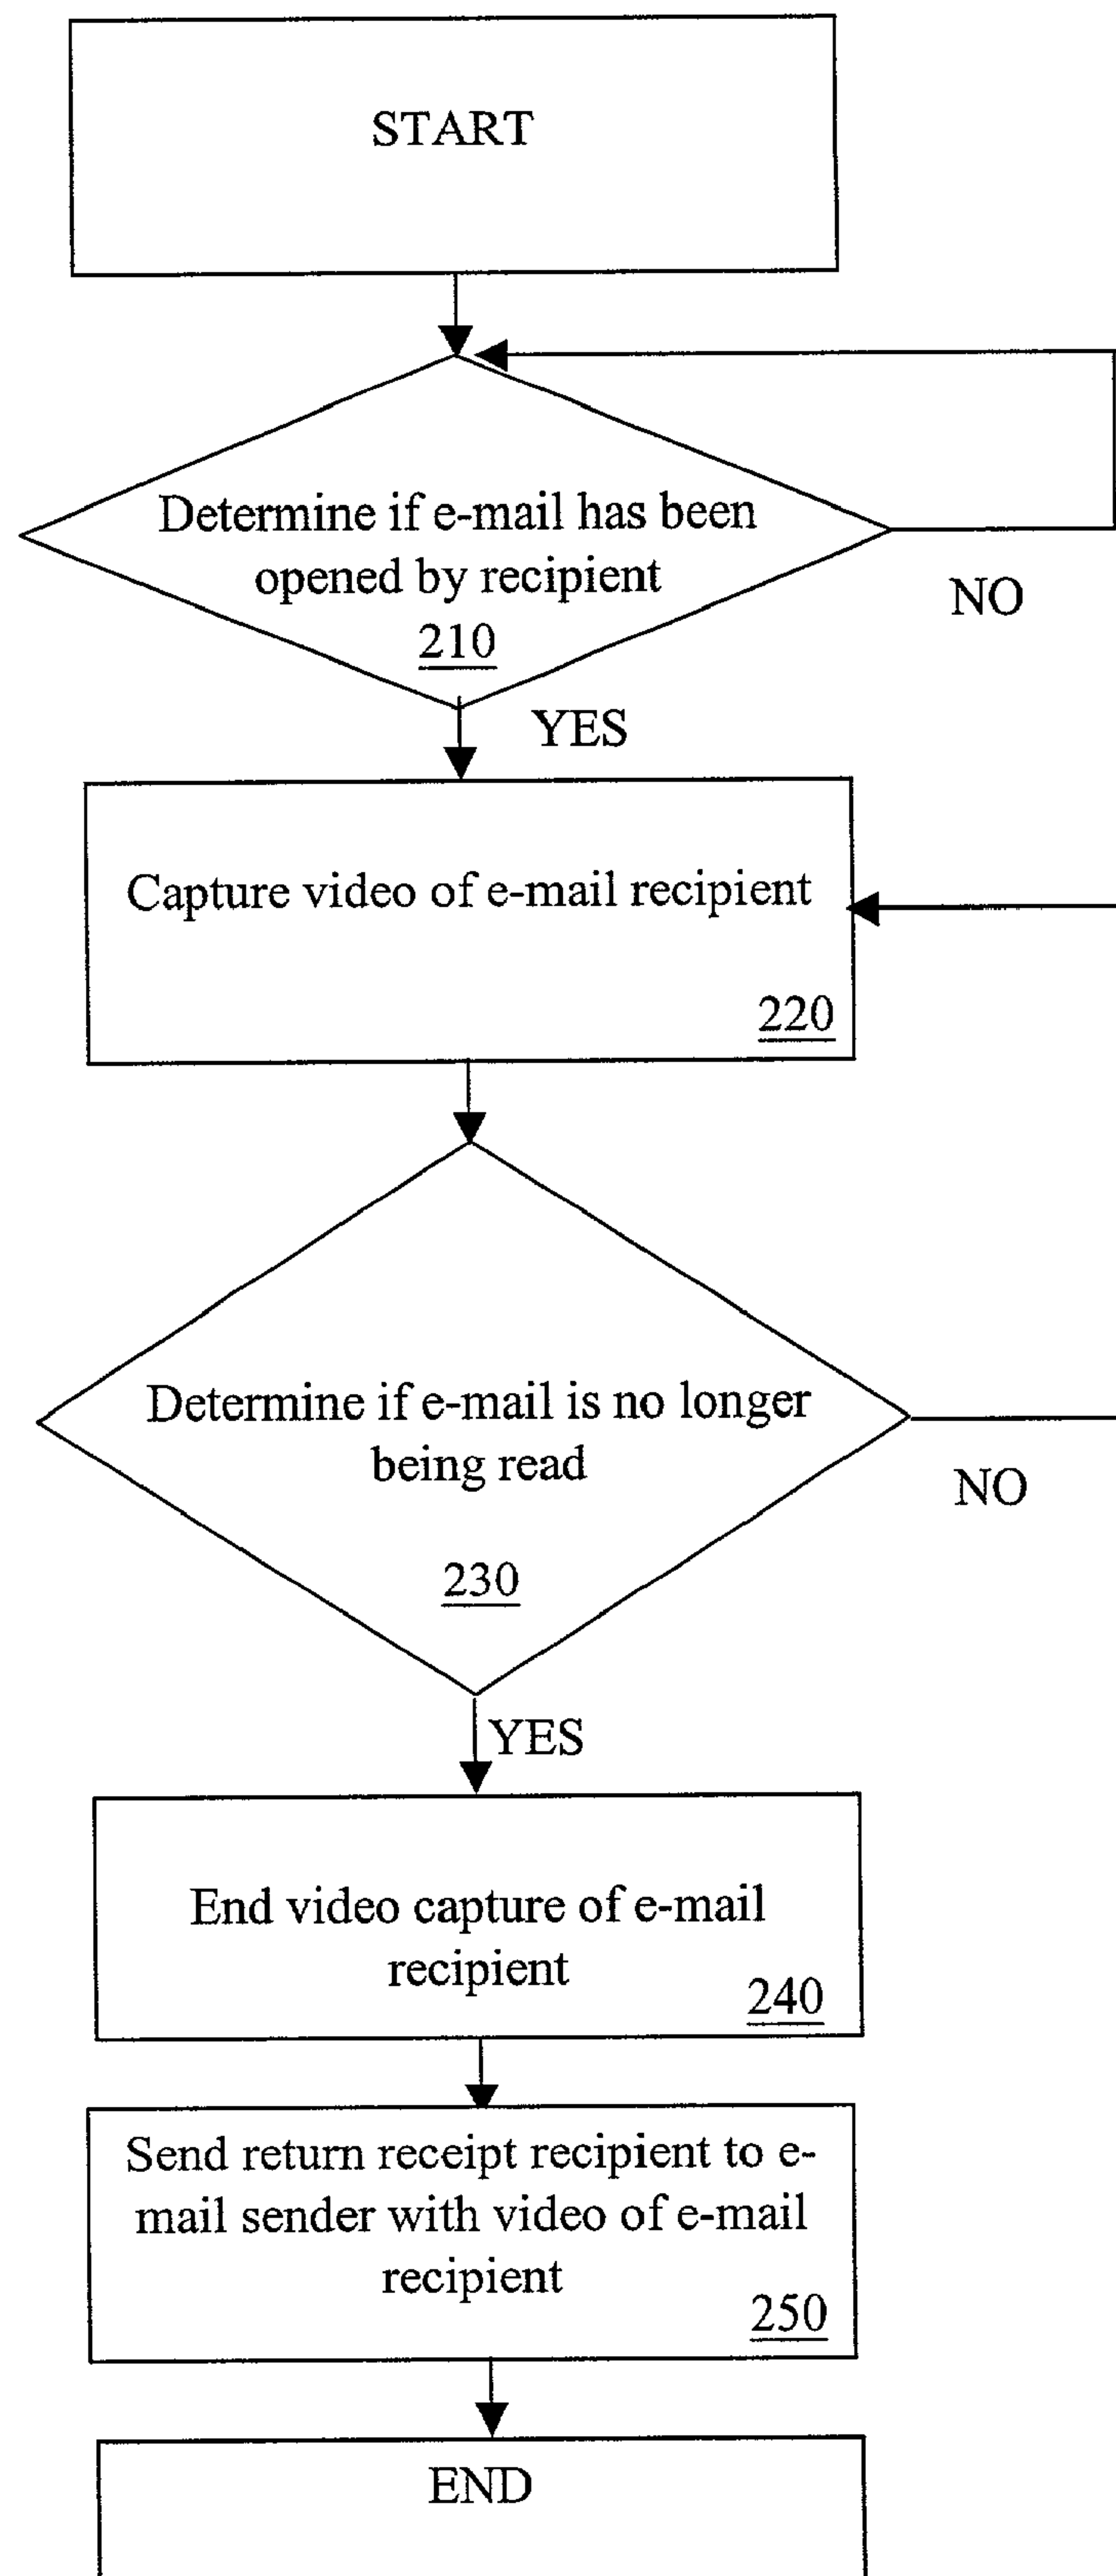 START
Determine if e-mail has been
opened by recipient
210
NO
YES
Capture video of e-mail recipient
220
Determine if e-mail is no longer
being read
NO
230
YES
End video capture of e-mail
recipient
240
Send return receipt recipient to e-
mail sender with video of e-mail
recipient
250
END